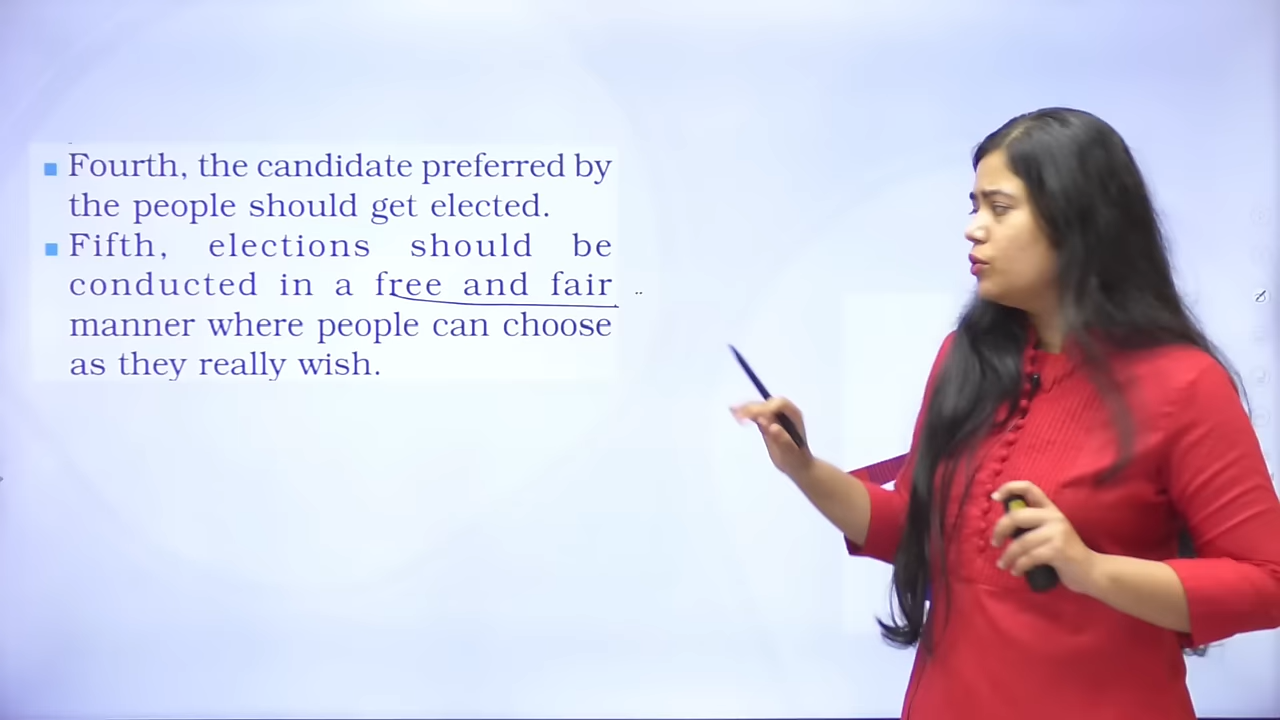 Fourth, the candidate preferred by
the people should get elected.
Fifth, elections should be
conducted in a free and fair
manner where people can choose
as they really wish.